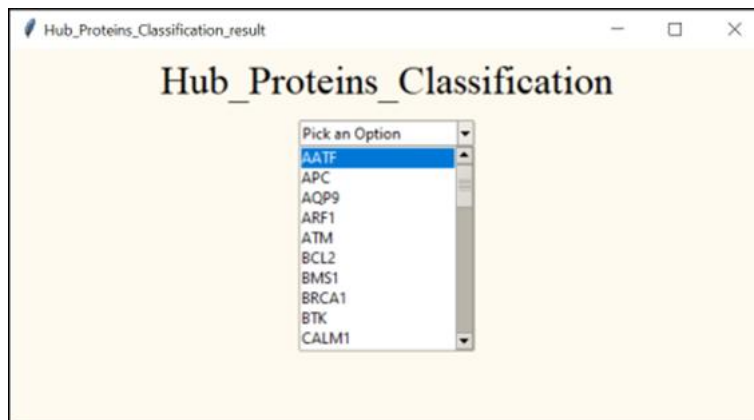 Hub_Proteins_Classification_result
Hub_Proteins_Classification
Pick an Option
AATF
APC
AQP9
ARF1
ATM
BCL2
BMS1
BRCA1
BTK
CALM1